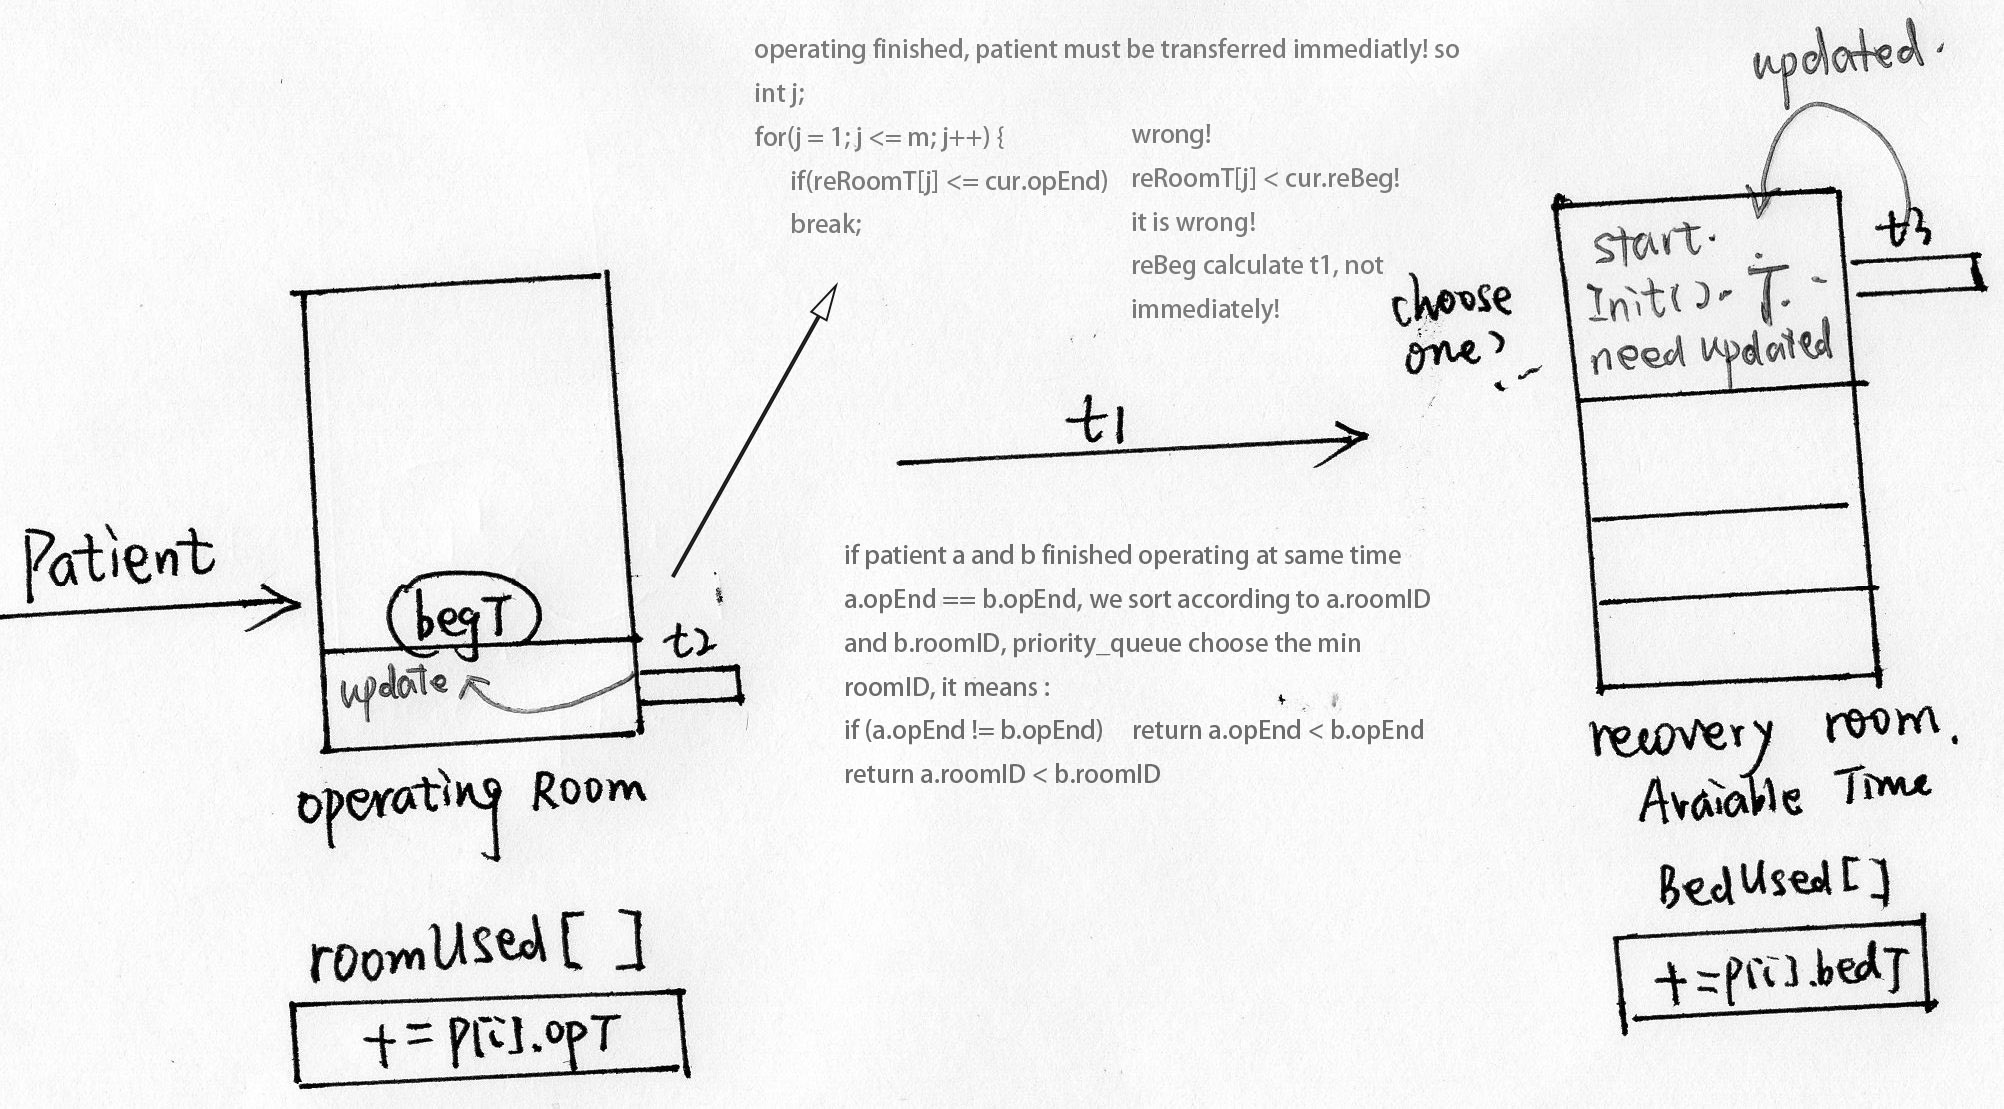 operating finished, patient must be transferred immediatly! so
int j;
for(j = 1; j <= m; j++) {
if(reRoomT[j] <= cur.opEnd)
break;
wrong!
reRoomT[j] < cur.reBeg!
it is wrong!
reBeg calculate t1, not
immediately!
updated.
t3
start.
Init(). T.
need updated
choose
one?
t1
Patient
begT
t2
update
if patient a and b finished operating at same time
a.opEnd == b.opEnd, we sort according to a.roomID
and b.roomID, priority_queue choose the min
roomID, it means :
if (a.opEnd != b.opEnd) return a.opEnd < b.opEnd
return a.roomID < b.roomID
operating Room
recovery room.
Avaiable Time
roomUsed[ ]
+= p[i].opT
BedUsed[ ]
+=p[i].bedT